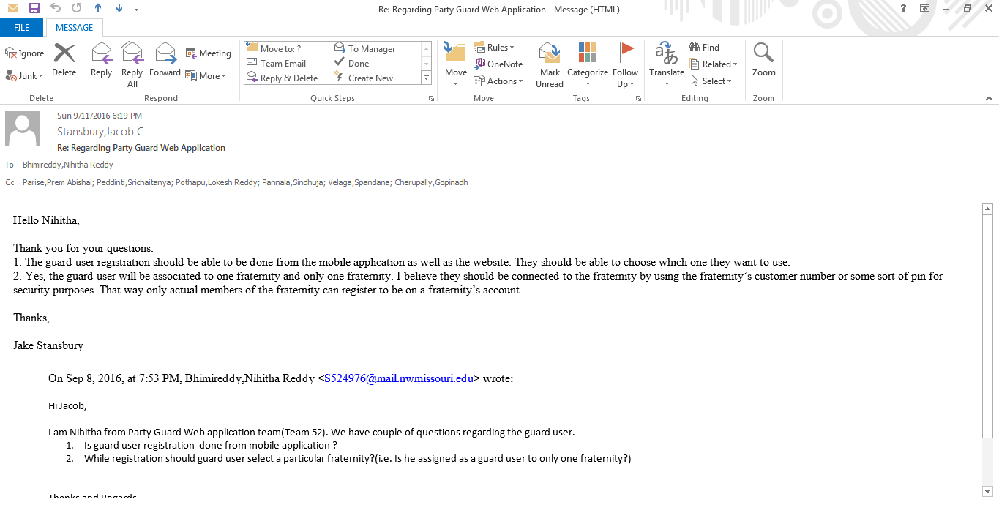 Re: Regarding Party Guard Web Application - Message (HTML)
?
FILE MESSAGE
Ignore
Junk
Delete
Delete
Reply
Reply All
Forward
Meeting
More
Respond
Move to: ?
Team Email
Reply & Delete
To Manager
Done
Create New
Quick Steps
Move
Rules
OneNote
Actions
Move
Mark Unread
Categorize
Follow Up
Tags
Translate
Find
Related
Select
Editing
Zoom
Zoom
Sun 9/11/2016 6:19 PM
Stansbury,Jacob C
Re: Regarding Party Guard Web Application
To Bhimireddy,Nihitha Reddy
Cc Parise,Prem Abishai; Peddinti,Srichaitanya; Pothapu,Lokesh Reddy; Pannala,Sindhuja; Velaga,Spandana; Cherupally,Gopinadh
Hello Nihitha,
Thank you for your questions.
1. The guard user registration should be able to be done from the mobile application as well as the website. They should be able to choose which one they want to use.
2. Yes, the guard user will be associated to one fraternity and only one fraternity. I believe they should be connected to the fraternity by using the fraternity’s customer number or some sort of pin for
security purposes. That way only actual members of the fraternity can register to be on a fraternity’s account.
Thanks,
Jake Stansbury
On Sep 8, 2016, at 7:53 PM, Bhimireddy,Nihitha Reddy <S524976@mail.nwmissouri.edu> wrote:
Hi Jacob,
I am Nihitha from Party Guard Web application team(Team 52). We have couple of questions regarding the guard user.
1. Is guard user registration  done from mobile application ?
2. While registration should guard user select a particular fraternity?(i.e. Is he assigned as a guard user to only one fraternity?)
Thanks and Regards